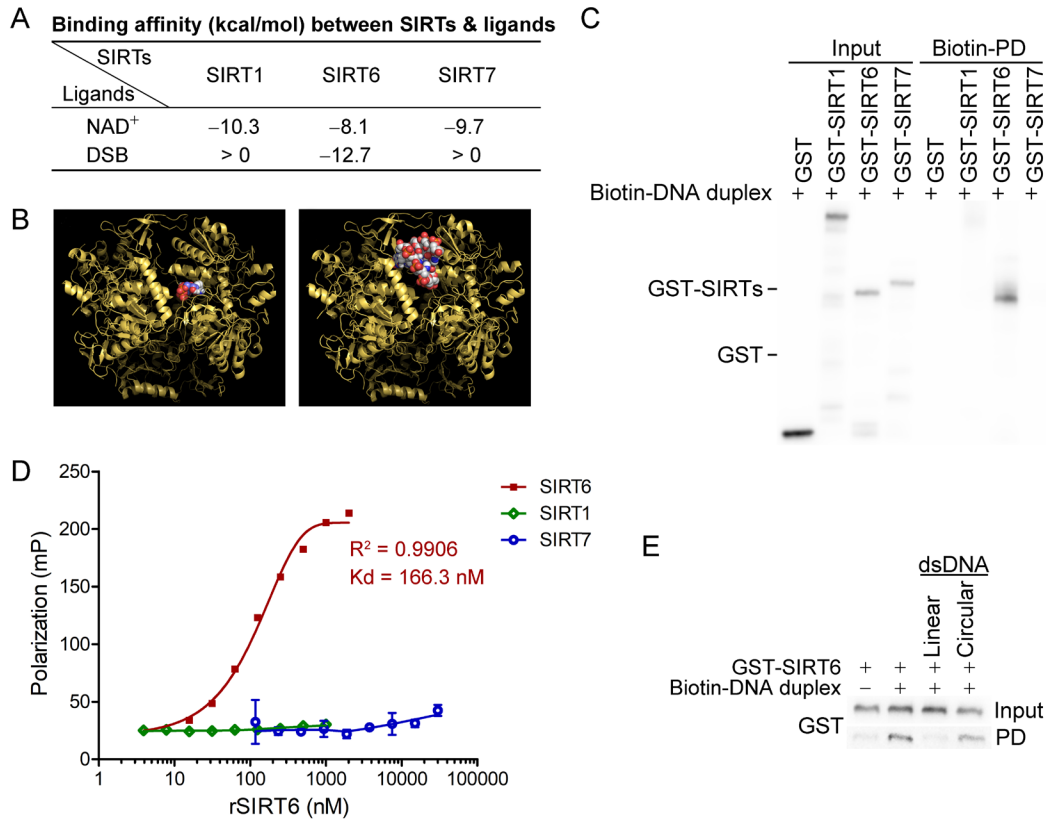 A
Binding affinity (kcal/mol) between SIRTs & ligands
SIRTs
Ligands
SIRT1 SIRT6 SIRT7
NAD+ −10.3 −8.1 −9.7
DSB > 0 −12.7 > 0
B
C
Input Biotin-PD
GST GST-SIRT1 GST-SIRT6 GST-SIRT7 GST GST-SIRT1 GST-SIRT6 GST-SIRT7
Biotin-DNA duplex + + + + + + + +
GST-SIRTs –
GST –
D
250
200
150
100
50
0
Polarization (mP)
1 10 100 1000 10000 100000
rSIRT6 (nM)
SIRT6
SIRT1
SIRT7
R2 = 0.9906
Kd = 166.3 nM
E
dsDNA
Linear Circular
GST-SIRT6 + + + +
Biotin-DNA duplex – + + +
GST
Input
PD